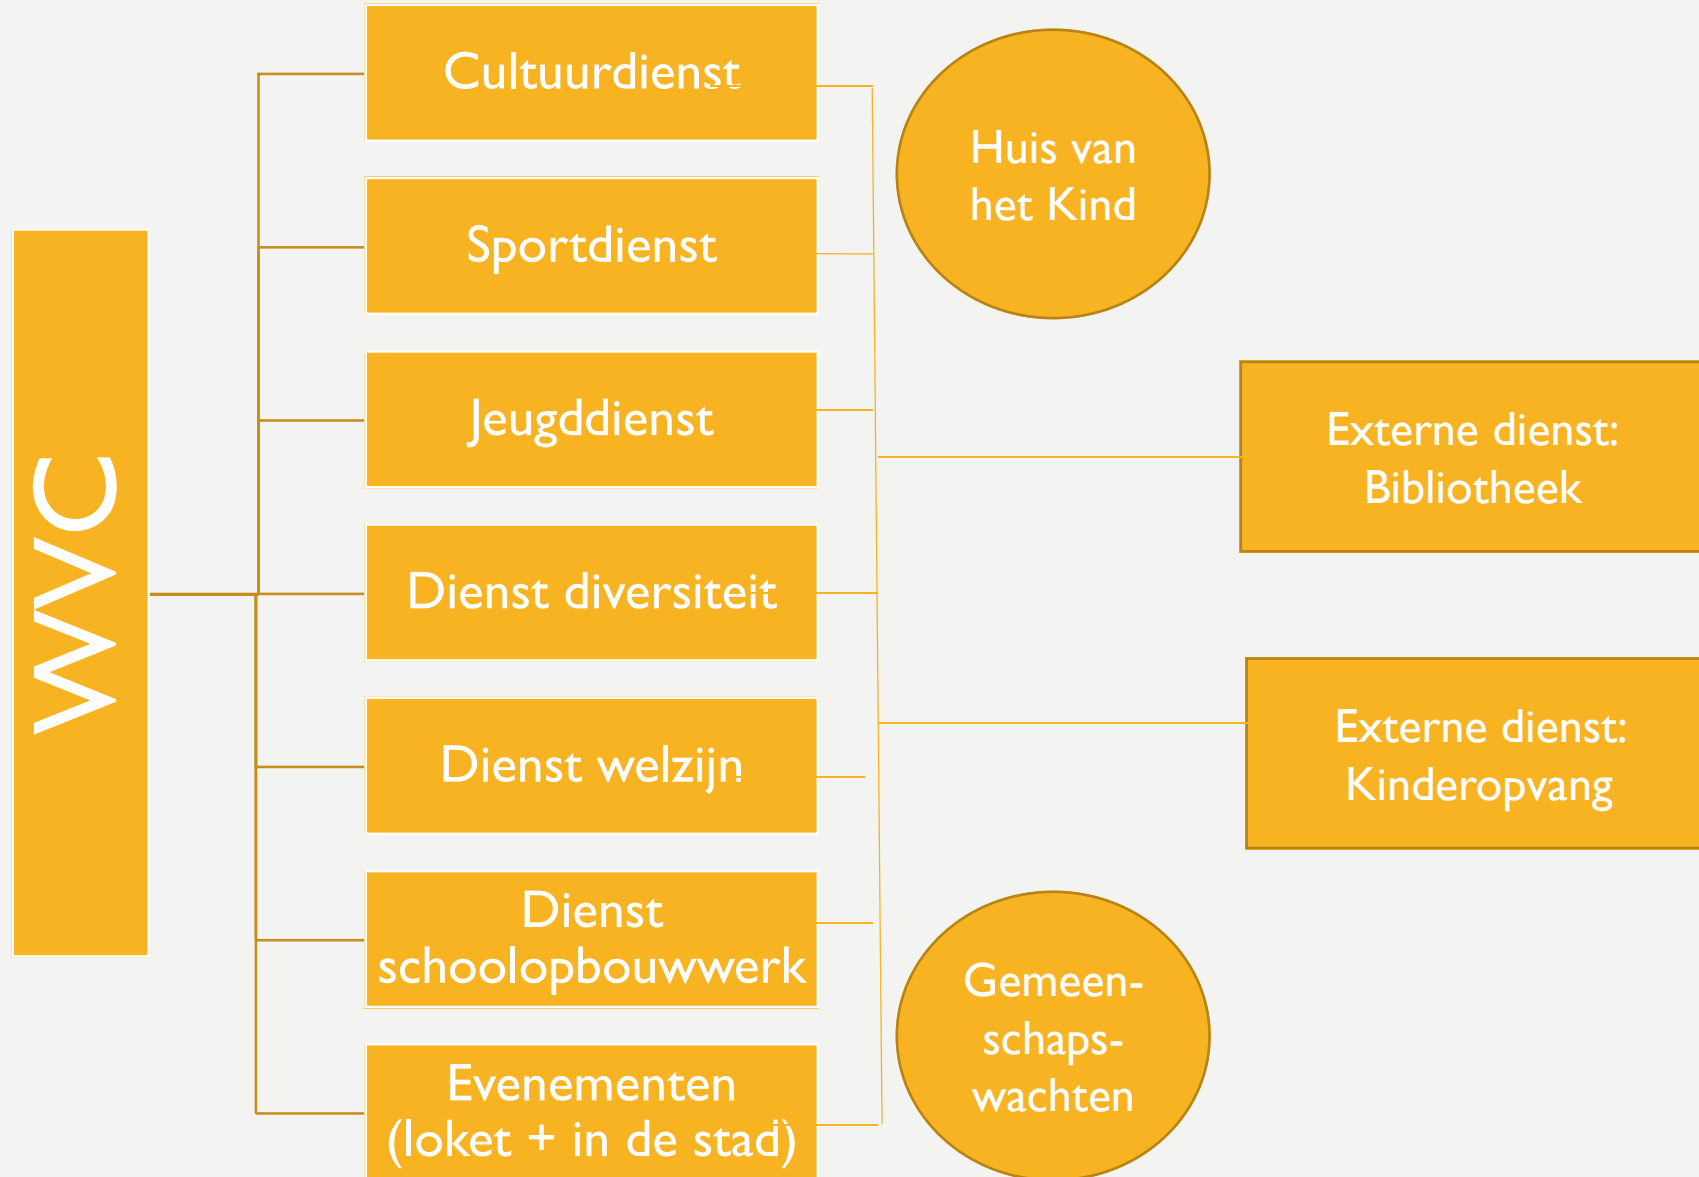 WVC
Cultuurdienst
Sportdienst
Jeugddienst
Dienst diversiteit
Dienst welzijn
Dienst
schoolopbouwwerk
Evenementen
(loket + in de stad)
Huis van
het Kind
Gemeen-
schaps-
wachten
Externe dienst:
Bibliotheek
Externe dienst:
Kinderopvang